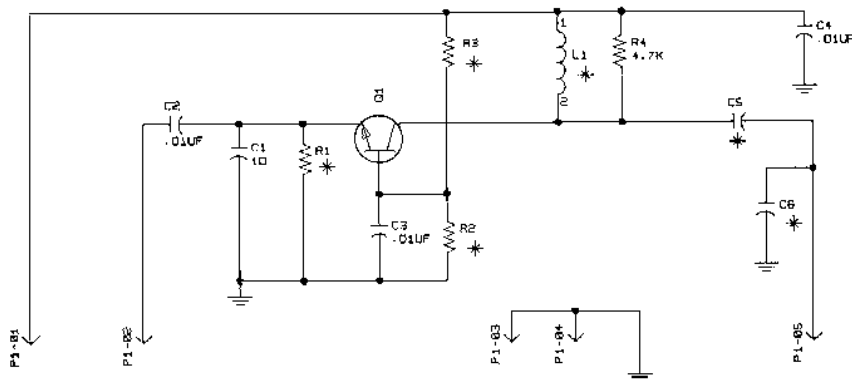 R3
*
1
L1
*
2
R4
4.7K
C4
.01UF
Q1
C2
.01UF
C1
10
R1
*
C3
.01UF
R2
*
C5
*
C6
*
P1-01
P1-02
P1-03
P1-04
P1-05